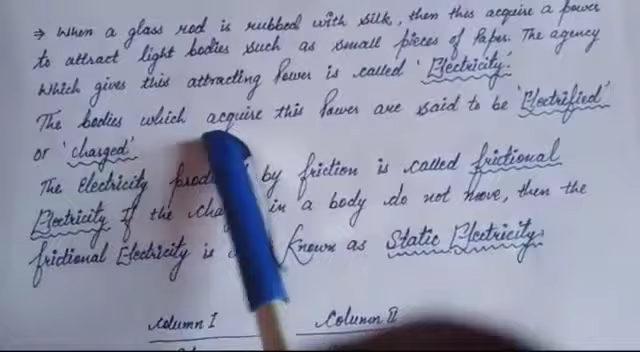 ⇒ When a glass rod is rubbed with silk, then this acquire a power
to attract light bodies such as small pieces of Paper. The agency
Which gives this attracting Power is called 'Electricity.'
The bodies which acquire this Power are said to be 'Electrified'
or 'charged'
The Electricity by friction is called frictional
Electricity If the in a body do not move, then the
frictional Electricity is Known as Static Electricity.
Column I Column II